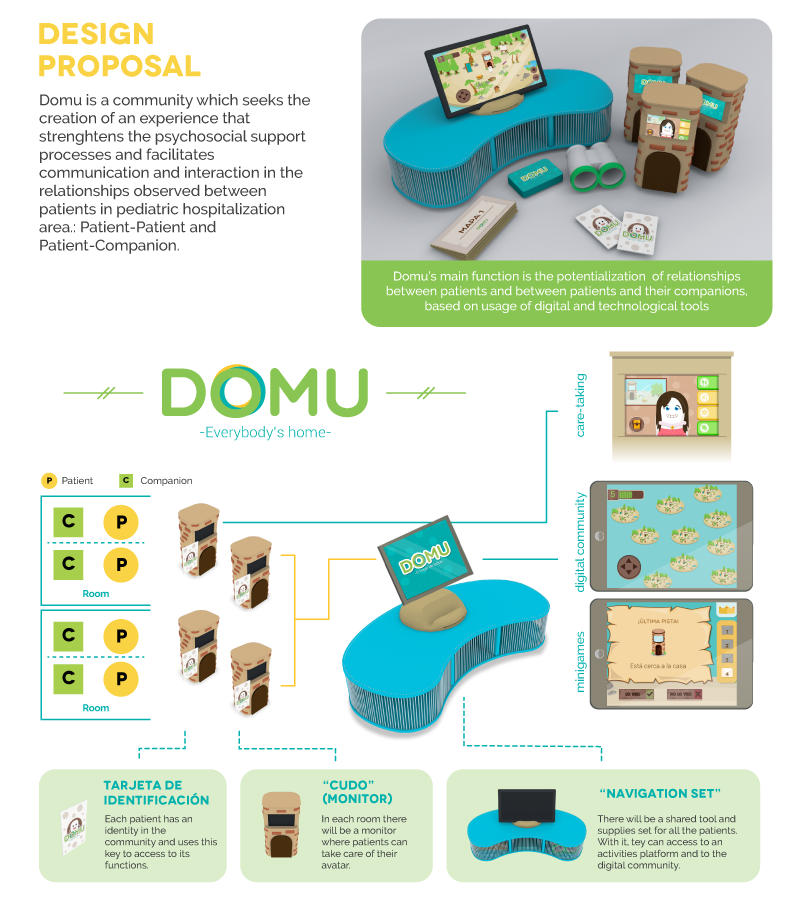 DESIGN
PROPOSAL
Domu is a community which seeks the
creation of an experience that
strenghtens the psychosocial support
processes and facilitates
communication and interaction in the
relationships observed between
patients in pediatric hospitalization
area.: Patient-Patient and
Patient-Companion.
DOMU
MAPA 1
DOMU
DOMU
Domu's main function is the potentialization of relationships
between patients and between patients and their companions,
based on usage of digital and technological tools
DOMU
-Everybody's home-
care-taking
P Patient
C Companion
C P
C P
Room
C P
C P
Room
DOMU
digital community
5
minigames
¡ÚLTIMA PISTA!
Está cerca a la casa
1
2
3
4
TARJETA DE
IDENTIFICACIÓN
Each patient has an
identity in the
community and uses this
key to access to its
functions.
DOMU
"CUDO"
(MONITOR)
In each room there
will be a monitor
where patients can
take care of their
avatar.
"NAVIGATION SET"
There will be a shared tool and
supplies set for all the patients.
With it, tey can access to an
activities platform and to the
digital community.